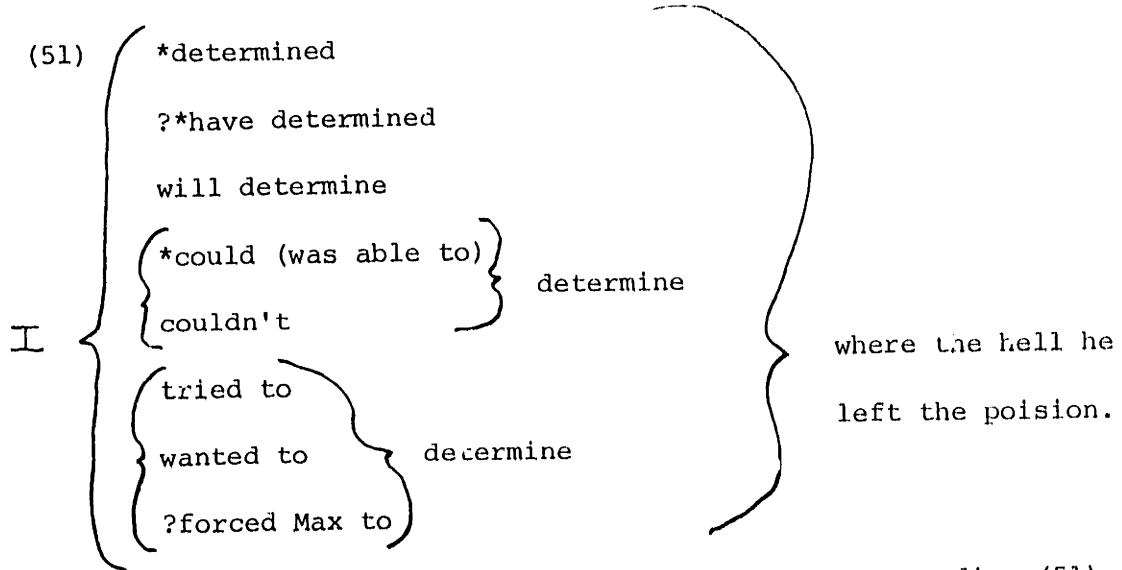 (51) *determined
?*have determined
will determine
*could (was able to)
determine
couldn't
I
where the hell he
tried to
left the poision.
wanted to
determine
?forced Max to
(51)